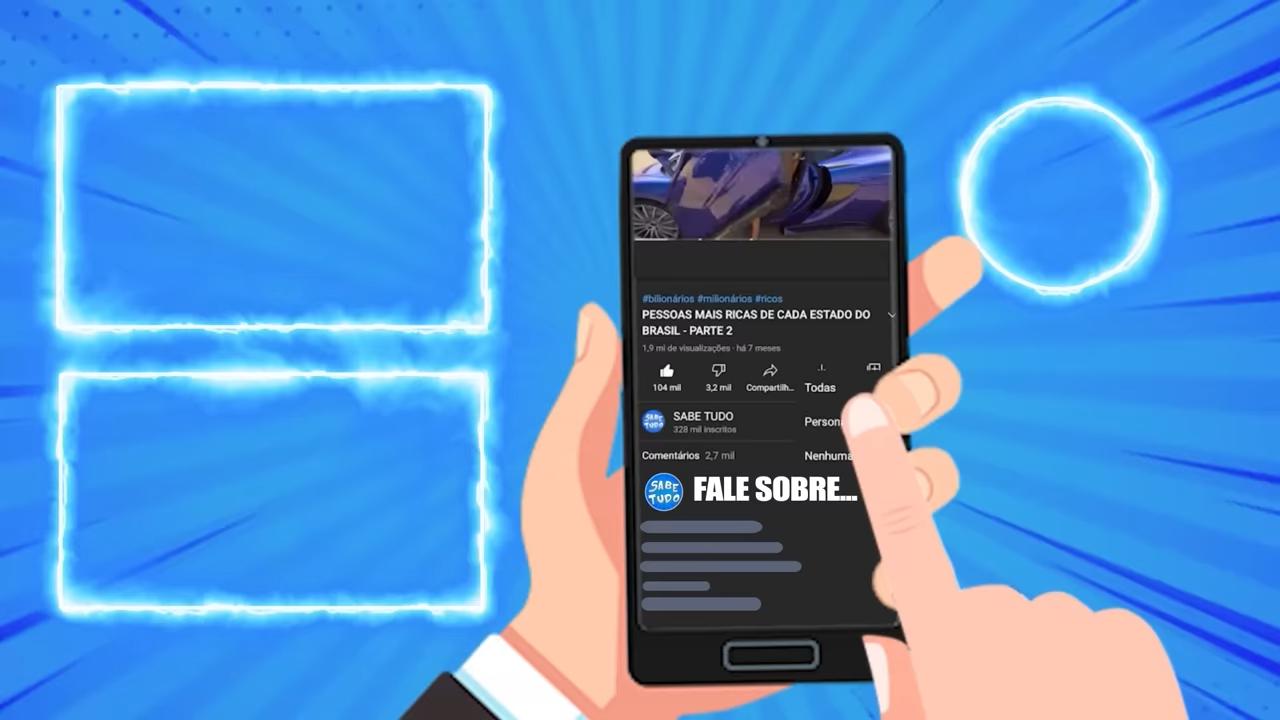 #bilionários #milionários #ricos
PESSOAS MAIS RICAS DE CADA ESTADO DO
BRASIL - PARTE 2
1,9 mi de visualizações · há 7 meses
104 mil 3,2 mil Compartilh...
Todas
SABE TUDO
SABE TUDO
328 mil inscritos
Person
Comentários 2,7 mil
Nenhuma
SABE TUDO
FALE SOBRE...